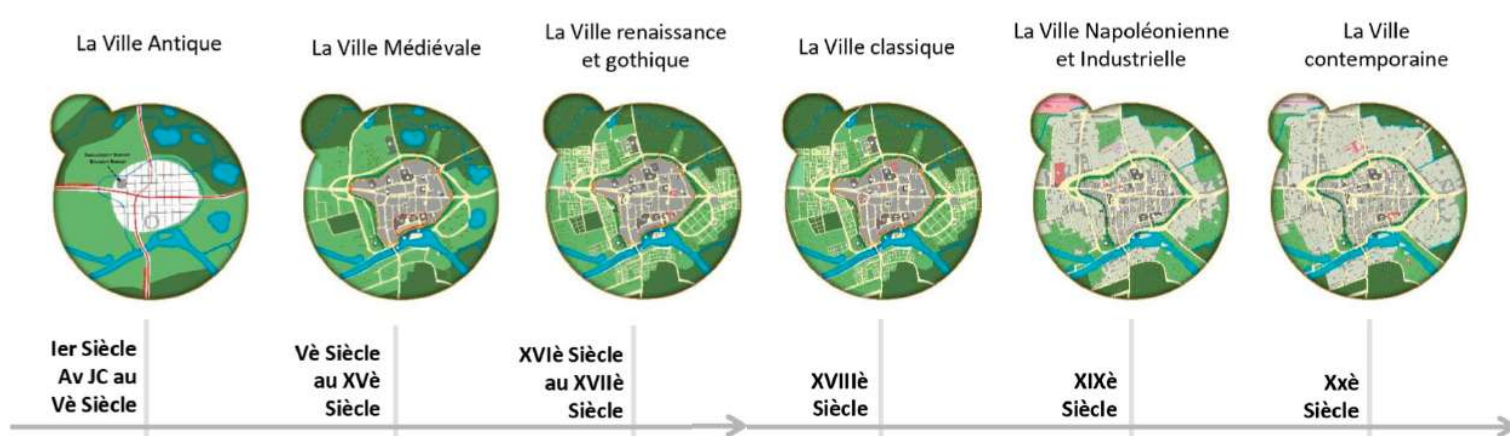 La Ville Antique
La Ville Médiévale
La Ville renaissance
et gothique
La Ville classique
La Ville Napoléonienne
et Industrielle
La Ville
contemporaine
Ier Siècle
Av JC au
Vè Siècle
Vè Siècle
au XVè
Siècle
XVIè Siècle
au XVIIè
Siècle
XVIIIè
Siècle
XIXè
Siècle
Xxè
Siècle